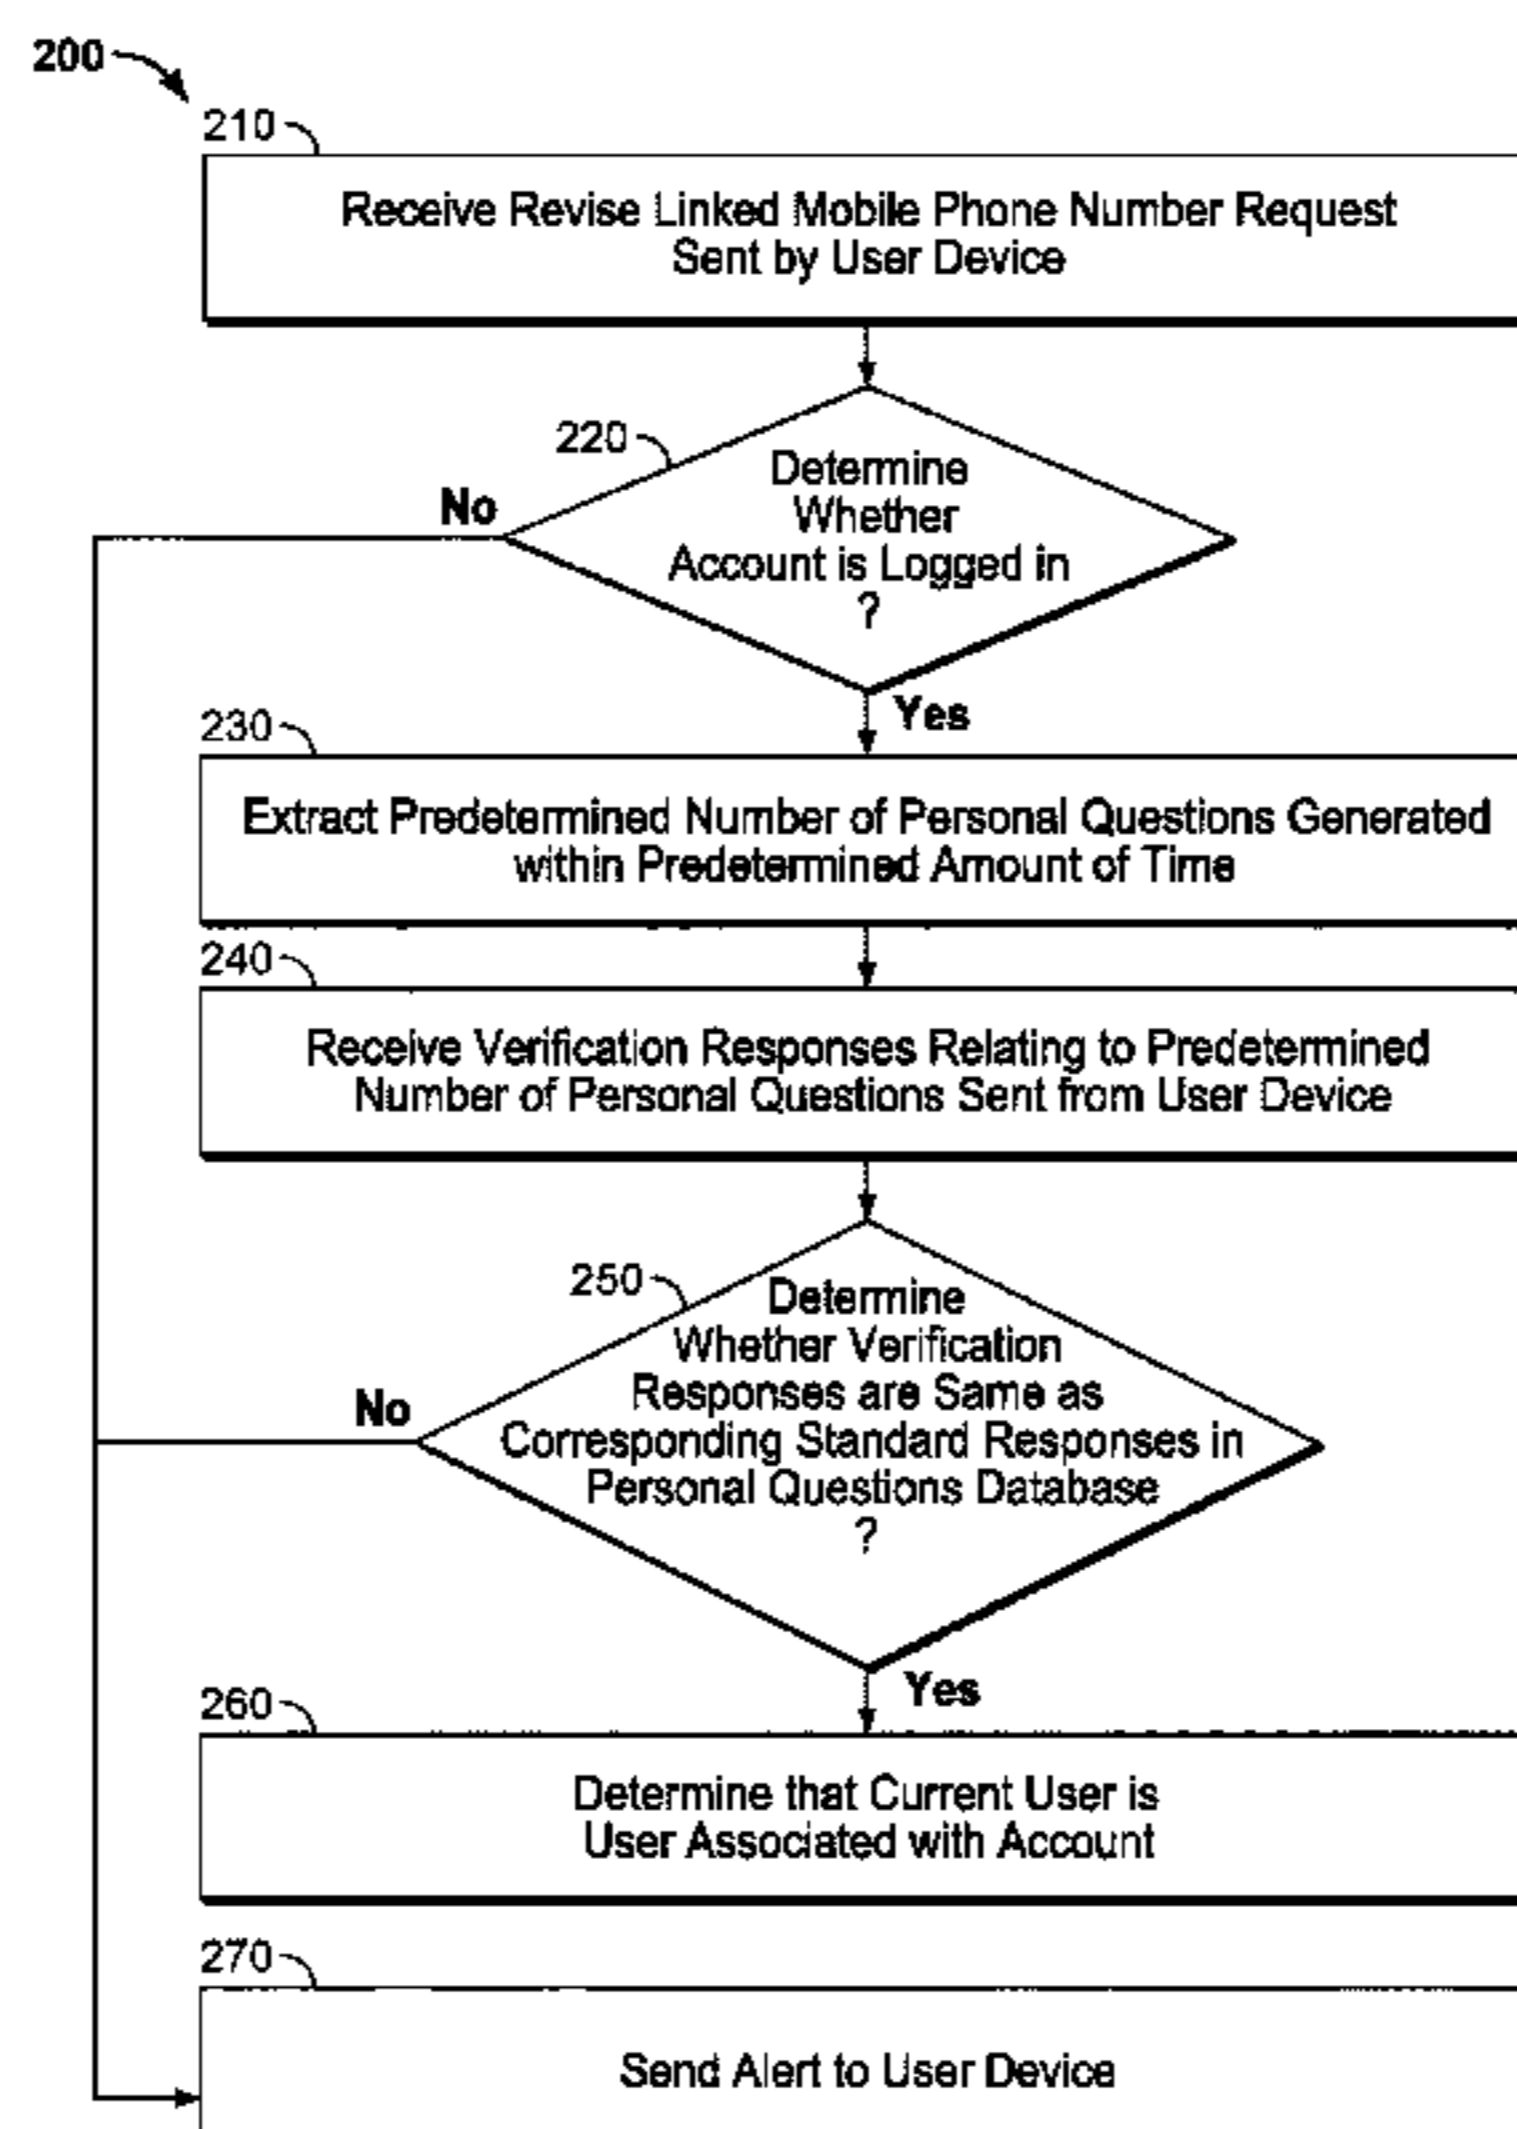 200
210
Receive Revise Linked Mobile Phone Number Request
Sent by User Device
220
Determine
Whether
Account is Logged in
?
No
Yes
230
Extract Predetermined Number of Personal Questions Generated
within Predetermined Amount of Time
240
Receive Verification Responses Relating to Predetermined
Number of Personal Questions Sent from User Device
250
Determine
Whether Verification
Responses are Same as
Corresponding Standard Responses in
Personal Questions Database
?
No
Yes
260
Determine that Current User is
User Associated with Account
270
Send Alert to User Device